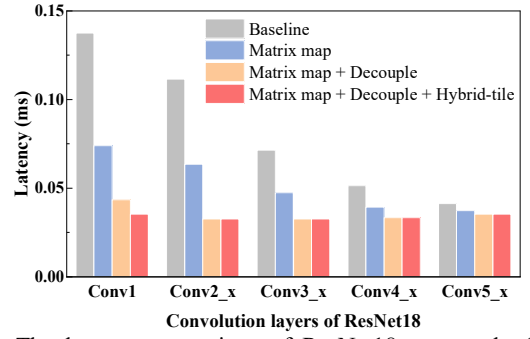 0.15
0.10
0.05
0.00
Latency (ms)
Baseline
Matrix map
Matrix map + Decouple
Matrix map + Decouple + Hybrid-tile
Conv1 Conv2_x Conv3_x Conv4_x Conv5_x
Convolution layers of ResNet18